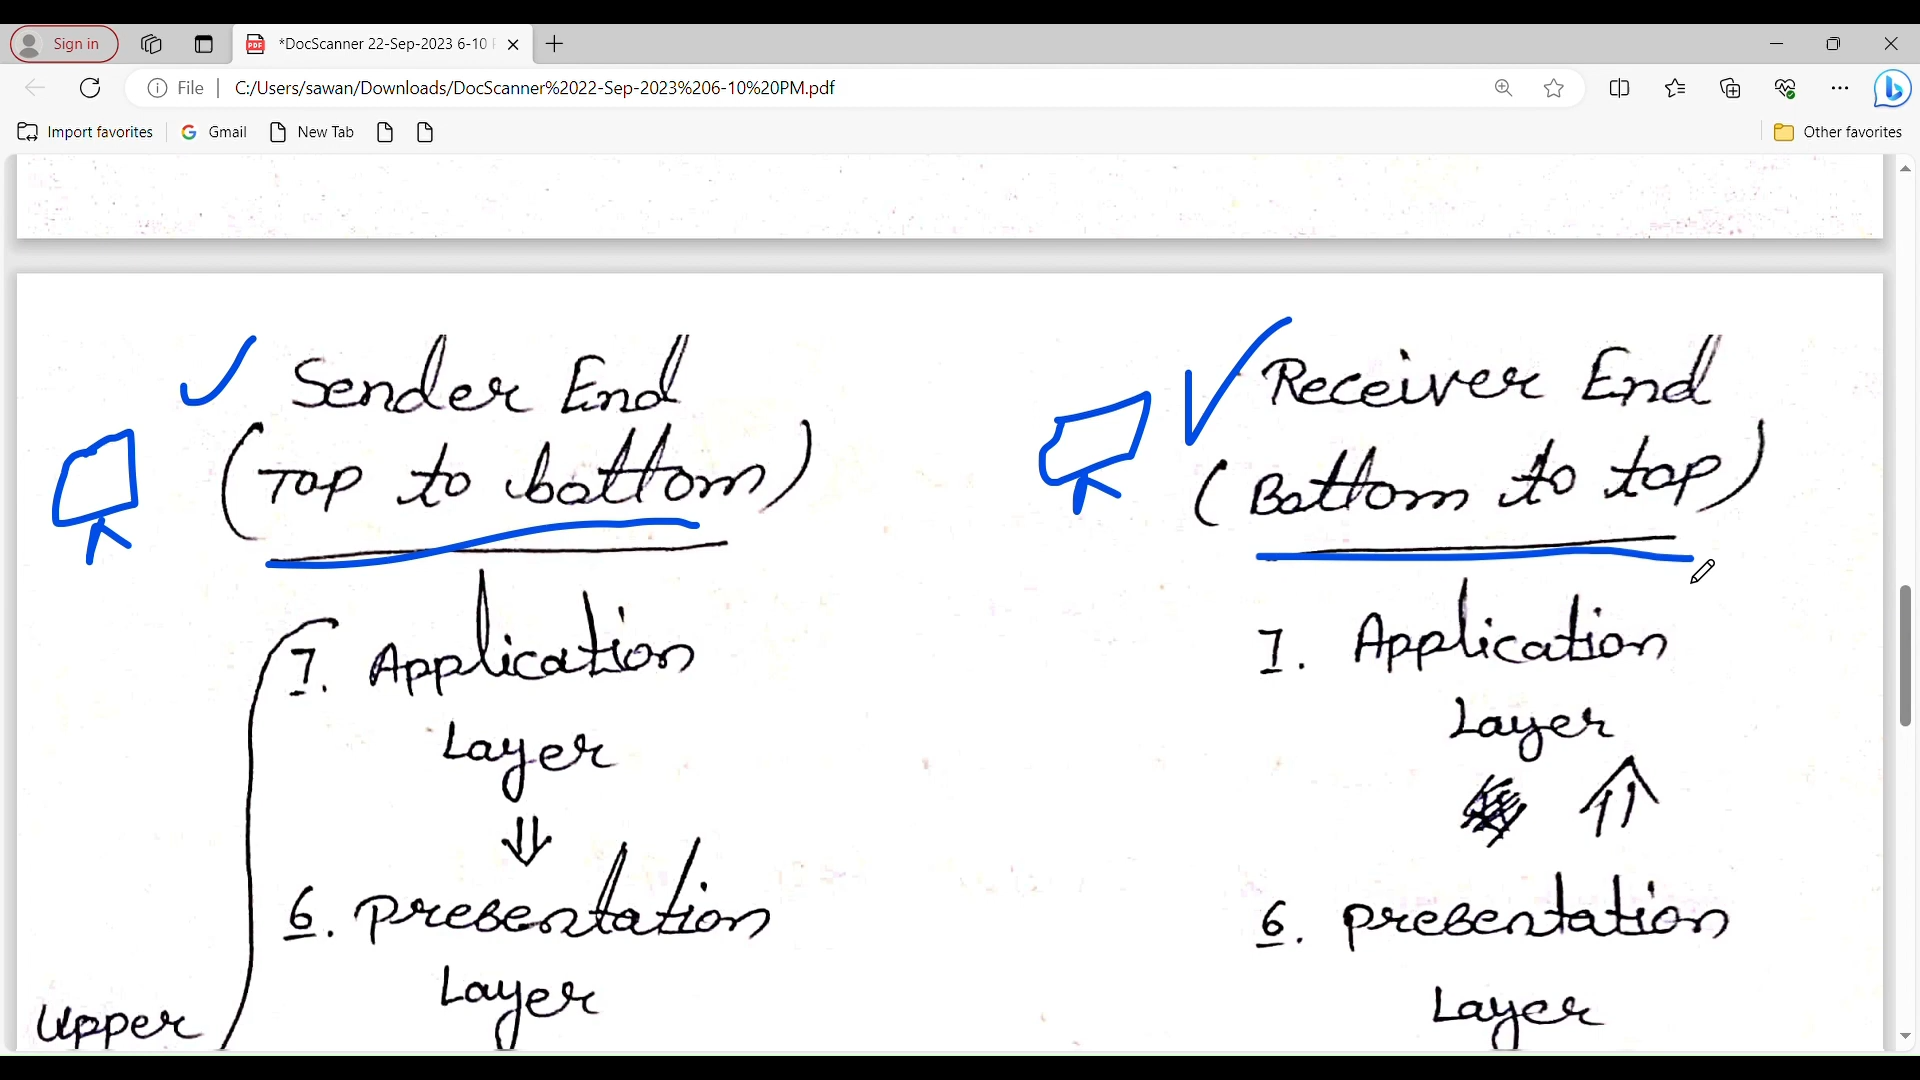 Sign in
*DocScanner 22-Sep-2023 6-10 P
File
C:/Users/sawan/Downloads/DocScanner%2022-Sep-2023%206-10%20PM.pdf
Import favorites
Gmail
New Tab
Other favorites
Sender End
(Top to bottom)
7. Application
Layer
6. presentation
Layer
Upper
Receiver End
(Bottom to top)
7. Application
Layer
6. presentation
Layer